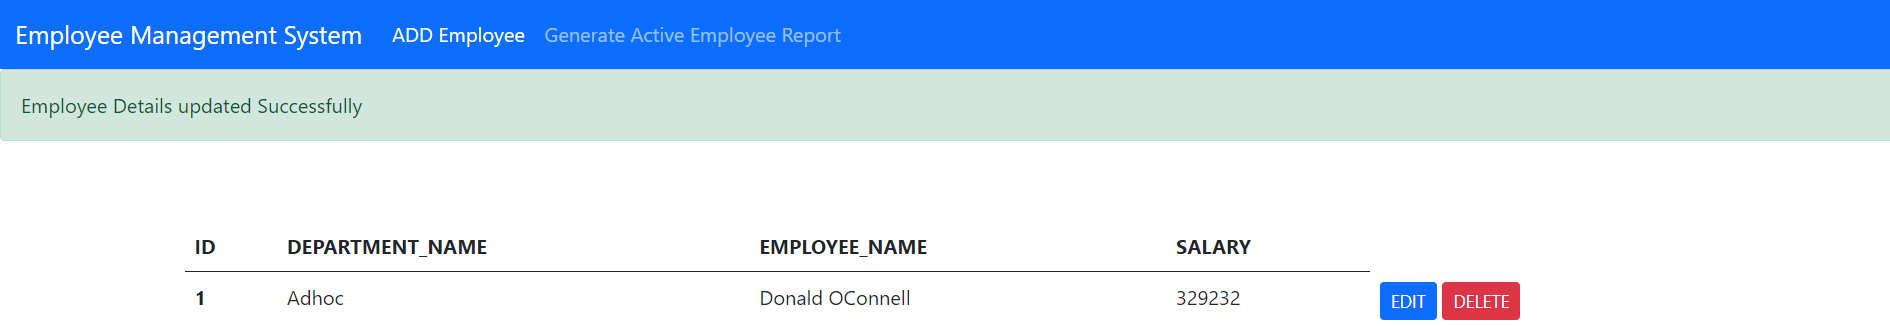 Employee Management System ADD Employee Generate Active Employee Report
Employee Details updated Successfully
ID DEPARTMENT_NAME EMPLOYEE_NAME SALARY
1 Adhoc Donald OConnell 329232 EDIT DELETE